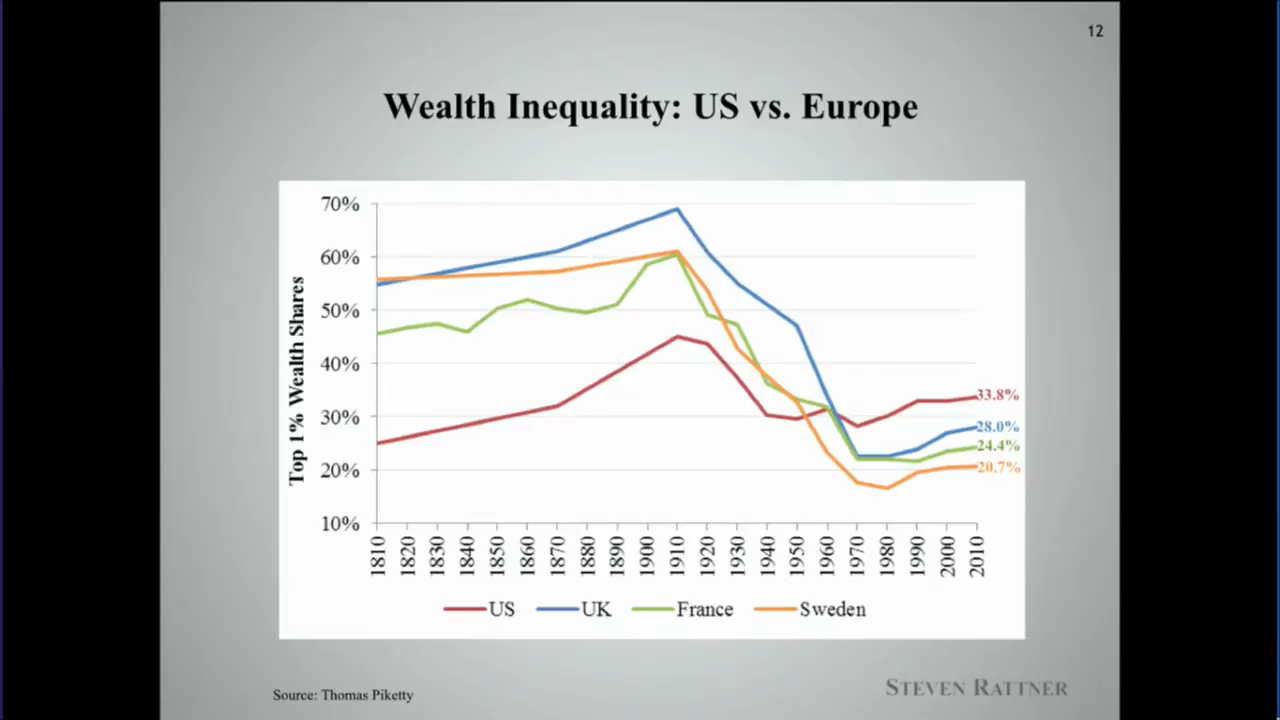 12
Wealth Inequality: US vs. Europe
Top 1% Wealth Shares
70%
60%
50%
40%
30%
20%
10%
33.8%
28.0%
24.4%
20.7%
1810 1820 1830 1840 1850 1860 1870 1880 1890 1900 1910 1920 1930 1940 1950 1960 1970 1980 1990 2000 2010
US UK France Sweden
Source: Thomas Piketty
STEVEN RATTNER